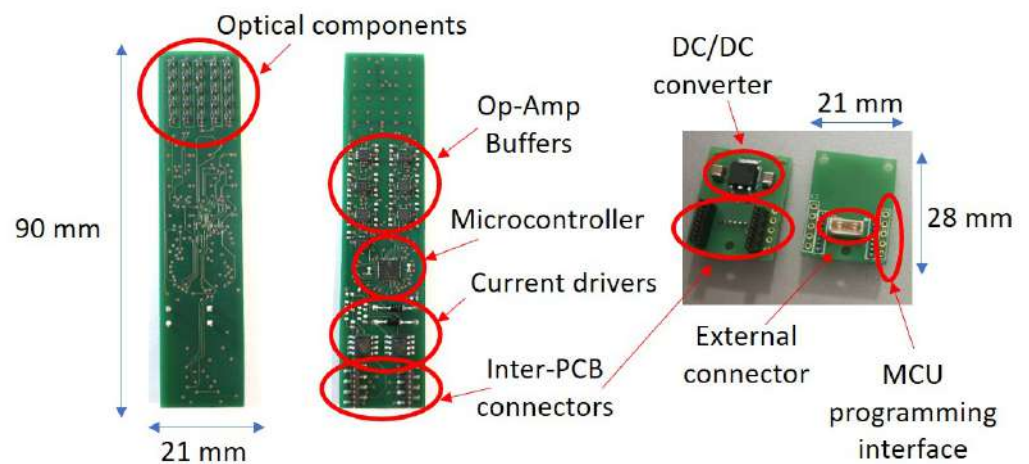 Optical components
90 mm
21 mm
Op-Amp
Buffers
Microcontroller
Current drivers
Inter-PCB
connectors
DC/DC
converter
21 mm
28 mm
External
connector
MCU
programming
interface